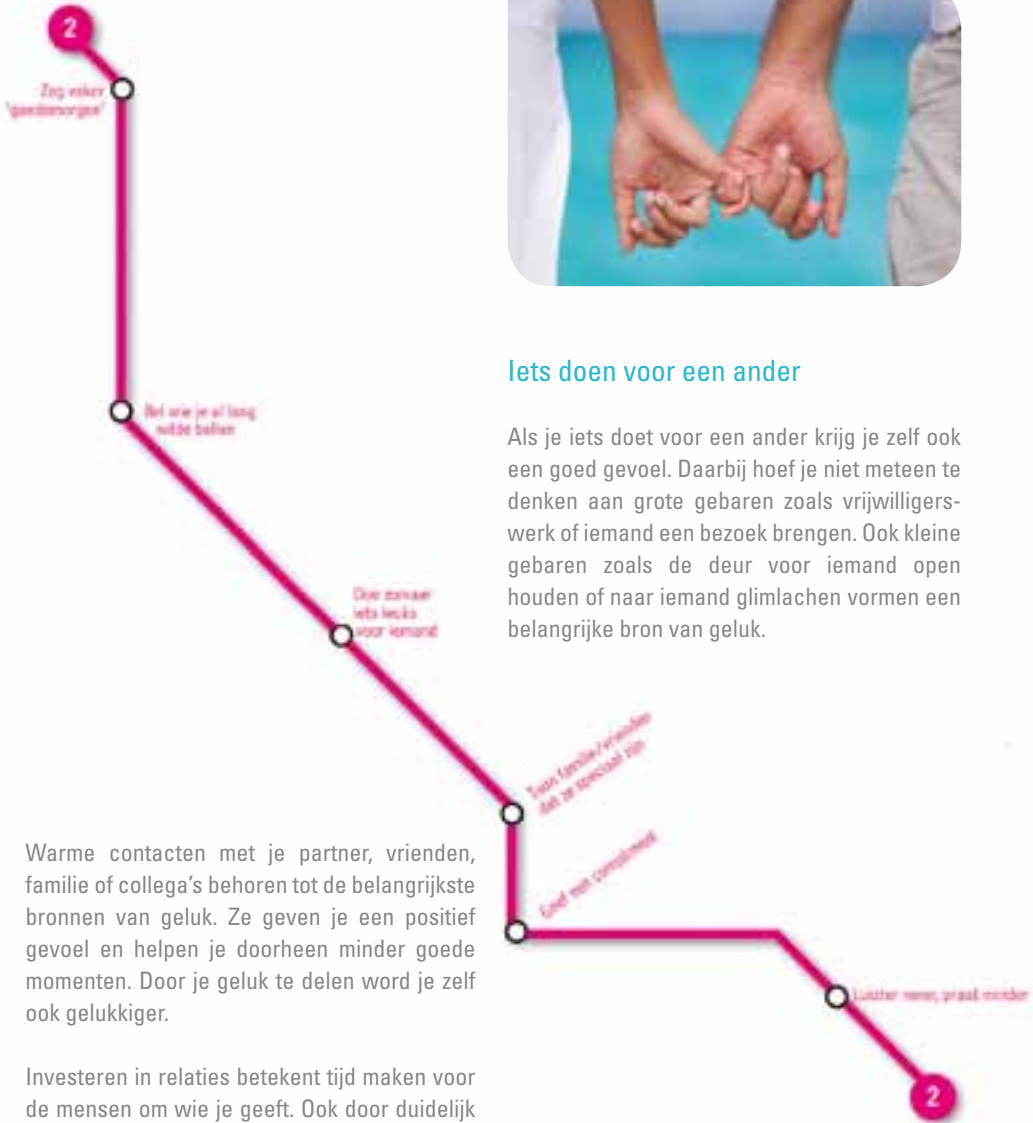 2
Zeg vaker
'goedemorgen'
Bel wie je al lang
wilde bellen
Doe zomaar
iets leuks
voor iemand
Toon familie/vrienden
dat ze speciaal zijn
Geef een compliment
Luister meer, praat minder
2
Iets doen voor een ander
Als je iets doet voor een ander krijg je zelf ook
een goed gevoel. Daarbij hoef je niet meteen te
denken aan grote gebaren zoals vrijwilligers-
werk of iemand een bezoek brengen. Ook kleine
gebaren zoals de deur voor iemand open
houden of naar iemand glimlachen vormen een
belangrijke bron van geluk.
Warme contacten met je partner, vrienden,
familie of collega's behoren tot de belangrijkste
bronnen van geluk. Ze geven je een positief
gevoel en helpen je doorheen minder goede
momenten. Door je geluk te delen word je zelf
ook gelukkiger.
Investeren in relaties betekent tijd maken voor
de mensen om wie je geeft. Ook door duidelijk